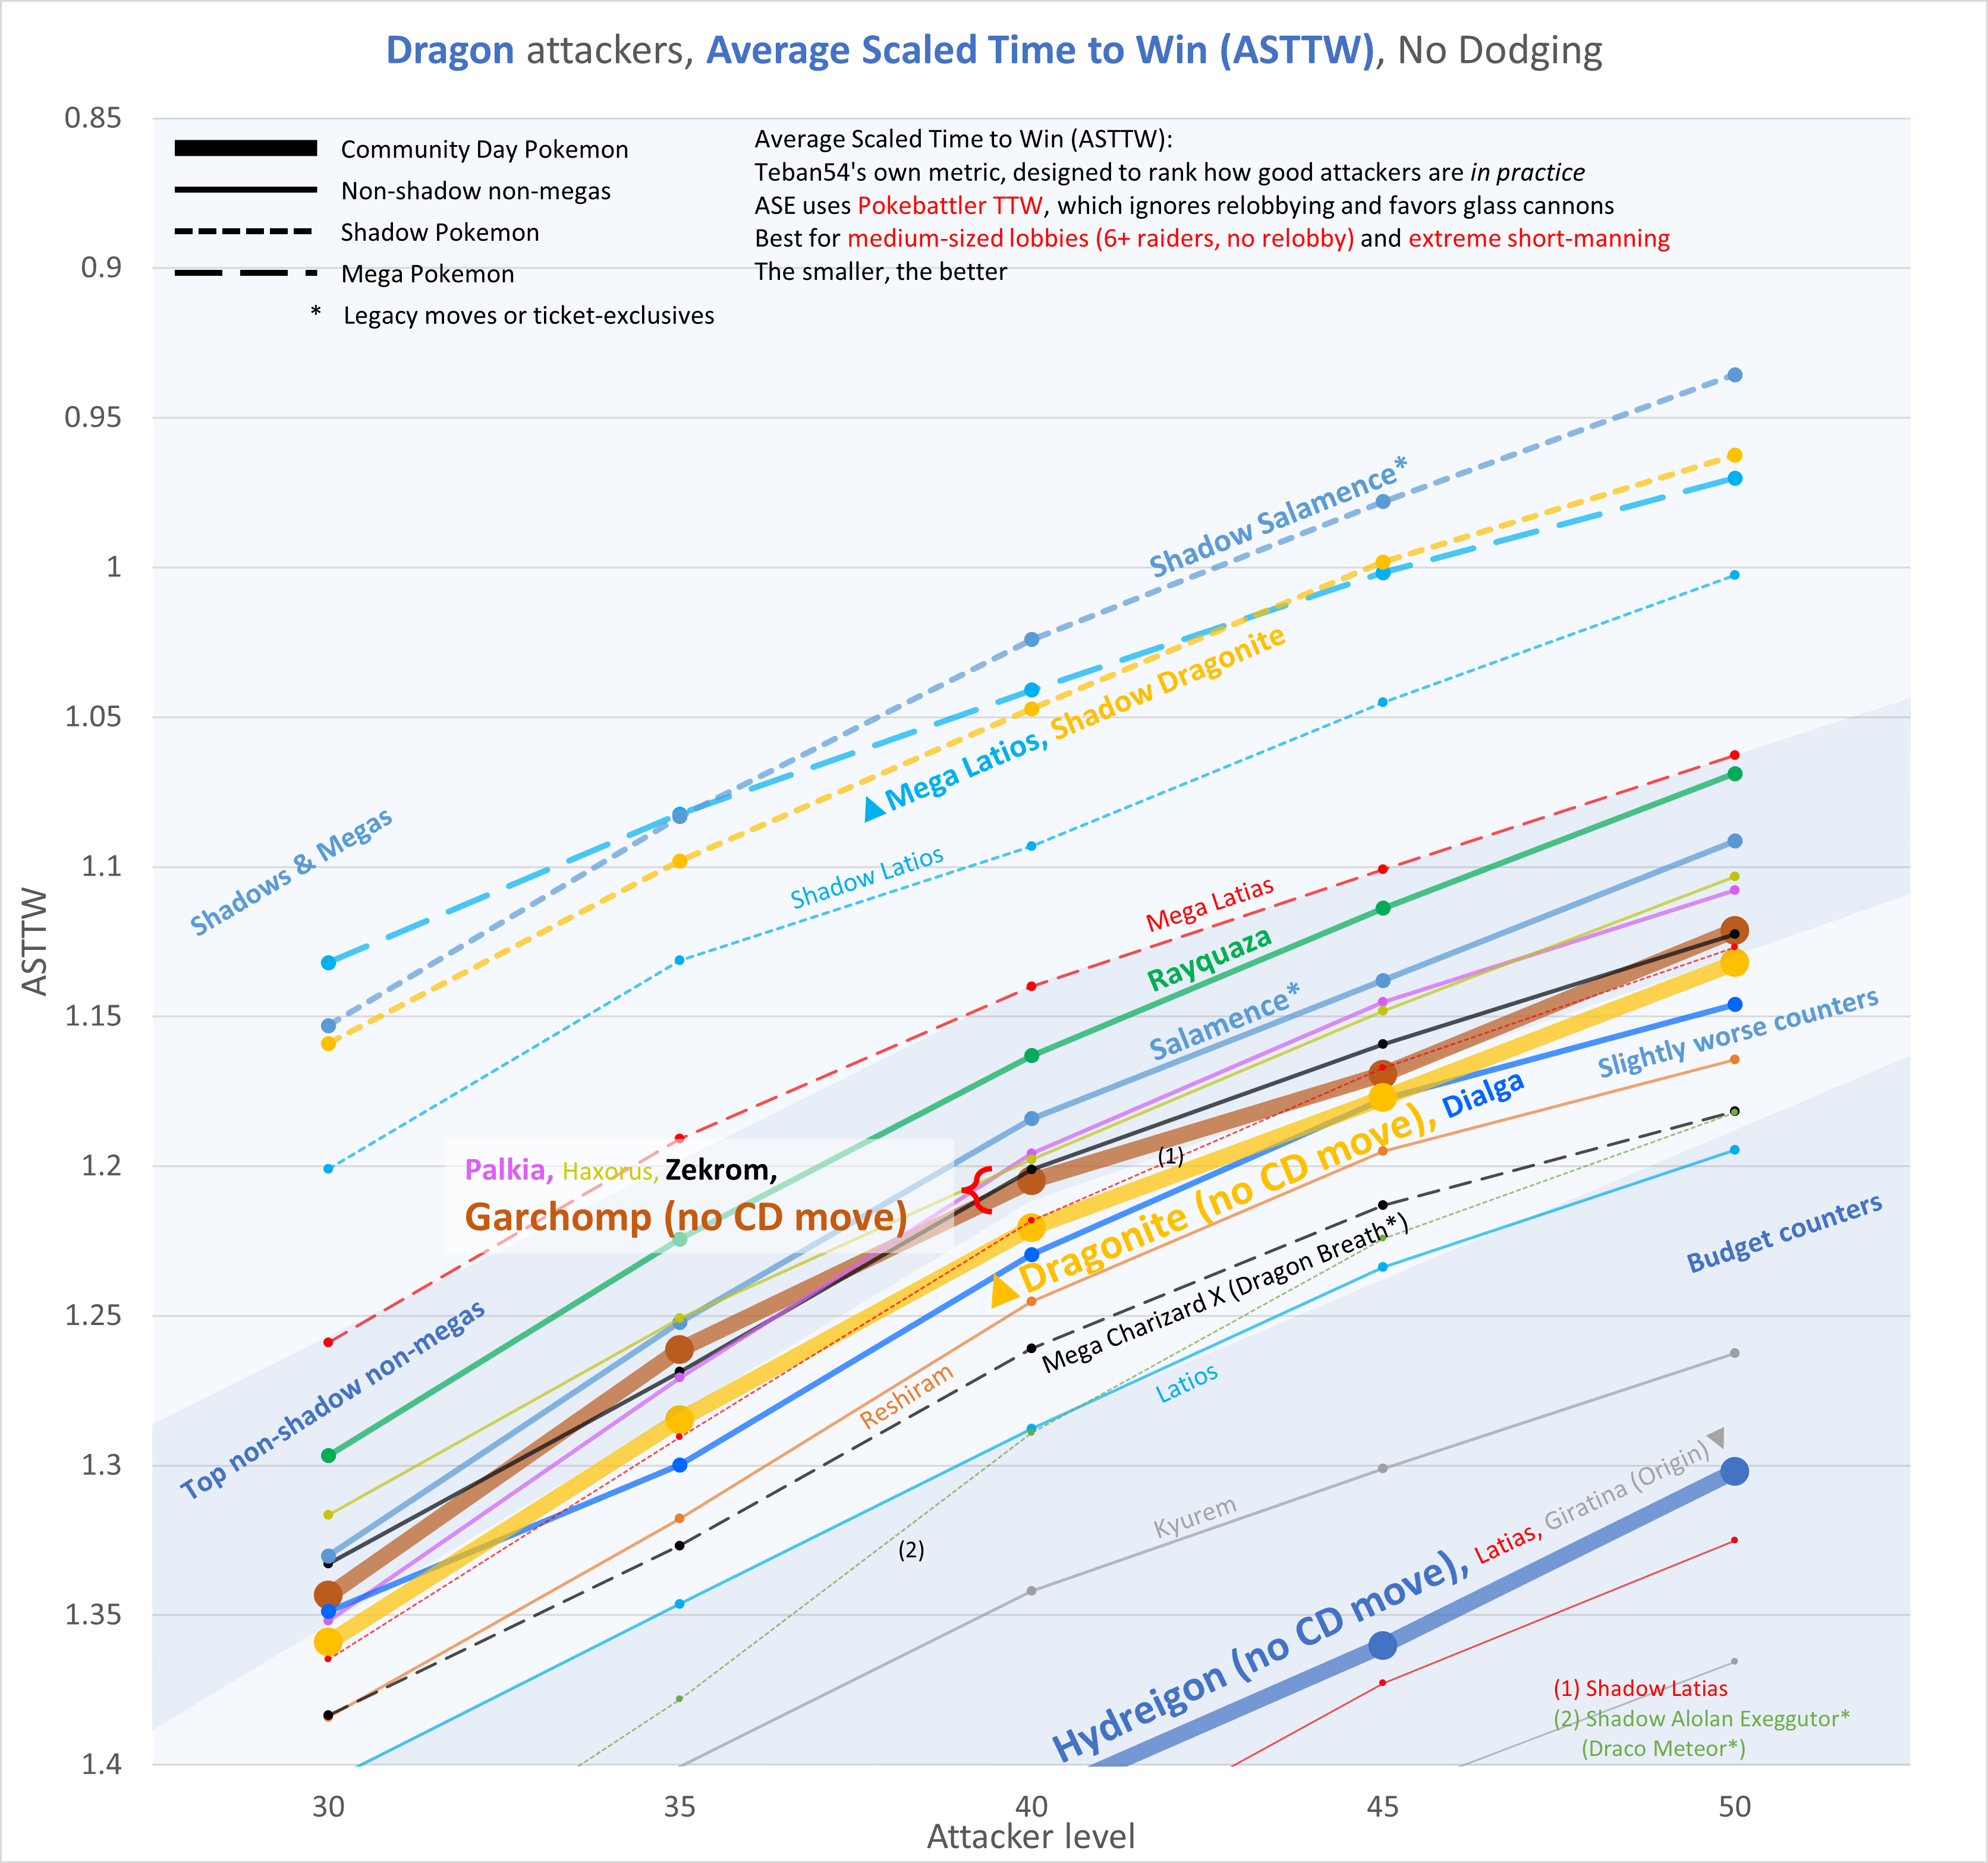 Dragon attackers, Average Scaled Time to Win (ASTTW), No Dodging
Community Day Pokemon
Non-shadow non-megas
Shadow Pokemon
Mega Pokemon
* Legacy moves or ticket-exclusives
Average Scaled Time to Win (ASTTW):
Teban54's own metric, designed to rank how good attackers are in practice
ASE uses Pokebattler TTW, which ignores relobbying and favors glass cannons
Best for medium-sized lobbies (6+ raiders, no relobby) and extreme short-manning
The smaller, the better
ASTTW
0.85
0.9
0.95
1
1.05
1.1
1.15
1.2
1.25
1.3
1.35
1.4
Shadow Salamence*
▲Mega Latios, Shadow Dragonite
Shadows & Megas
Shadow Latios
Mega Latias
Rayquaza
Salamence*
Slightly worse counters
Palkia, Haxorus, Zekrom,
Garchomp (no CD move)
(1)
▲Dragonite (no CD move), Dialga
Mega Charizard X (Dragon Breath*)
Budget counters
Top non-shadow non-megas
Reshiram
Latios
(2)
Kyurem
Hydreigon (no CD move), Latias, Giratina (Origin)▲
(1) Shadow Latias
(2) Shadow Alolan Exeggutor*
(Draco Meteor*)
30
35
40
45
50
Attacker level